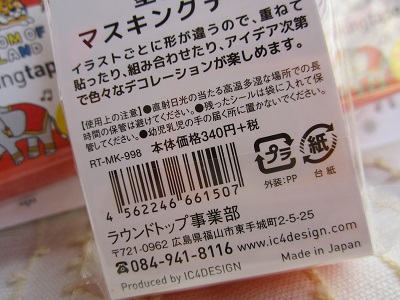 マスキングテ
イラストごとに形が違うので、重ねて
貼ったり、組み合わせたり、アイデア次第
で色々なデコレーションが楽しめます。
【使用上の注意】●直射日光の当たる高温多湿な場所での長
時間の保管は避けてください。●残ったシールは袋に入れて保
管してください。●幼児乳児の手の届く所に置かないでください。
RT-MK-998 本体価格340円+税
プラ
紙
外装:PP
台紙
4562246661507
ラウンドトップ事業部
〒721-0962 広島県福山市東手城町2-5-25
☎084-941-8116 www.ic4design.com
Produced by IC4DESIGN Made in Japan
OM OF
LAND
ingtap